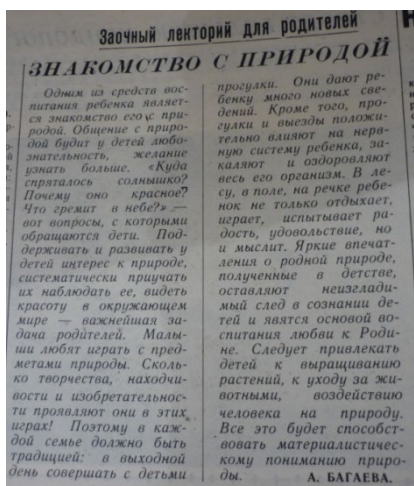 Заочный лекторий для родителей
ЗНАКОМСТВО С ПРИРОДОЙ
Одним из средств вос-
питания ребенка являет-
ся знакомство его с при-
родой. Общение с приро-
дой будит у детей любо-
знательность, желание
узнать больше. «Куда
спряталось солнышко?
Почему оно красное?
Что гремит в небе?» —
вот вопросы, с которыми
обращаются дети. Под-
держивать и развивать у
детей интерес к природе,
систематически приучать
их наблюдать ее, видеть
красоту в окружающем
мире — важнейшая за-
дача родителей. Малы-
ши любят играть с пред-
метами природы. Сколь-
ко творчества, находчи-
вости и изобретательнос-
ти проявляют они в этих
играх! Поэтому в каж-
дой семье должно быть
традицией: в выходной
день совершать с детьми
прогулки. Они дают ре-
бенку много новых све-
дений. Кроме того, про-
гулки и выезды положи-
тельно влияют на нерв-
ную систему ребенка, за-
каляют и оздоровляют
весь его организм. В ле-
су, в поле, на речке ребе-
нок не только отдыхает,
играет, испытывает ра-
дость, удовольствие, но
и мыслит. Яркие впечат-
ления о родной природе,
полученные в детстве,
оставляют неизглади-
мый след в сознании де-
тей и явятся основой во-
спитания любви к Роди-
не. Следует привлекать
детей к выращиванию
растений, к уходу за жи-
вотными, воздействию
человека на природу.
Все это будет способст-
вовать материалистичес-
кому пониманию приро-
ды.
А. БАГАЕВА.